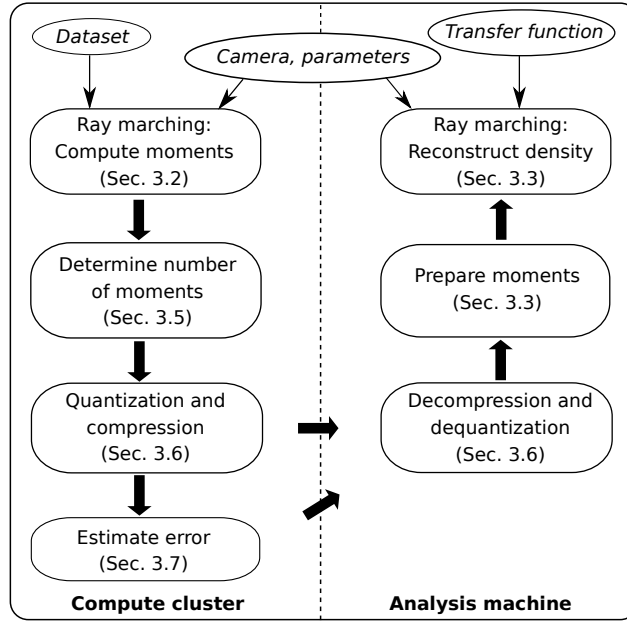 Dataset
Camera, parameters
Transfer function
Ray marching:
Compute moments
(Sec. 3.2)
Determine number
of moments
(Sec. 3.5)
Quantization and
compression
(Sec. 3.6)
Estimate error
(Sec. 3.7)
Compute cluster
Ray marching:
Reconstruct density
(Sec. 3.3)
Prepare moments
(Sec. 3.3)
Decompression and
dequantization
(Sec. 3.6)
Analysis machine